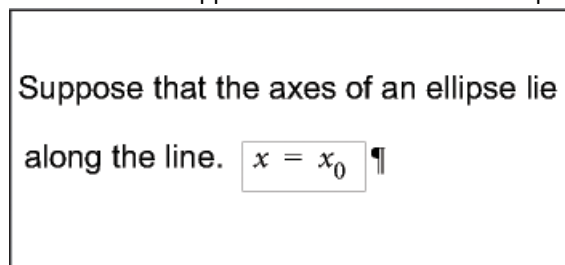 Suppose that the axes of an ellipse lie
along the line. x = x₀ ¶